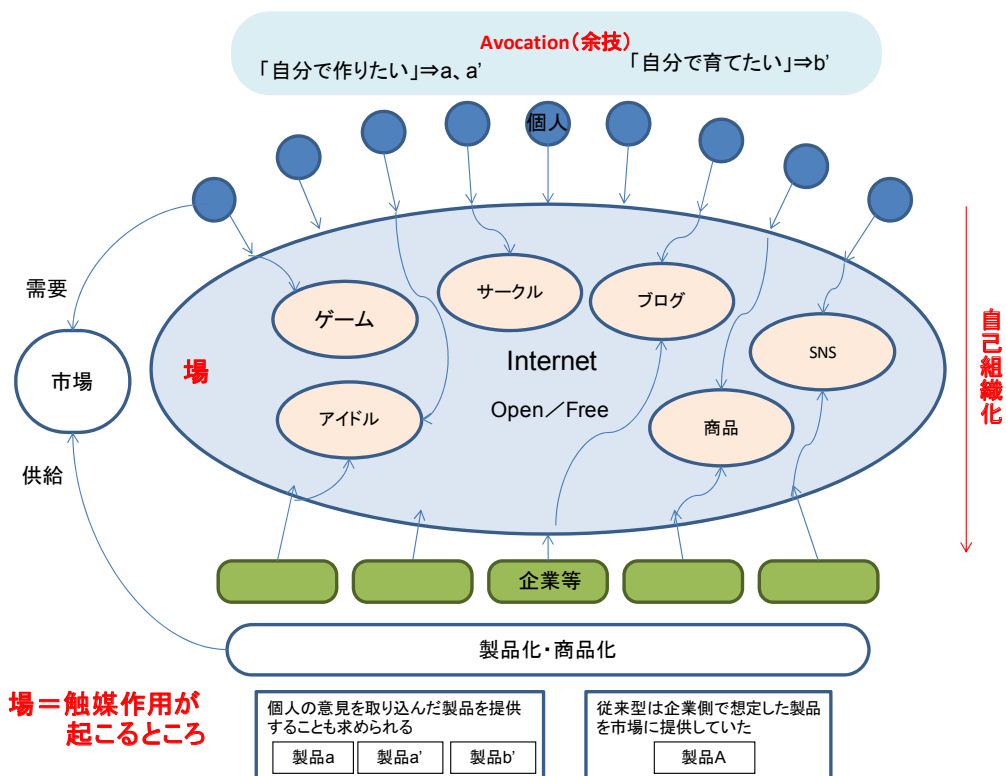 Avocation(余技)
「自分で作りたい」⇒a、a’
「自分で育てたい」⇒b’
個人
需要
市場
供給
場
ゲーム
サークル
ブログ
SNS
Internet
Open／Free
アイドル
商品
自己組織化
企業等
製品化・商品化
場＝触媒作用が
起こるところ
個人の意見を取り込んだ製品を提供
することも求められる
製品a
製品a’
製品b’
従来型は企業側で想定した製品
を市場に提供していた
製品A